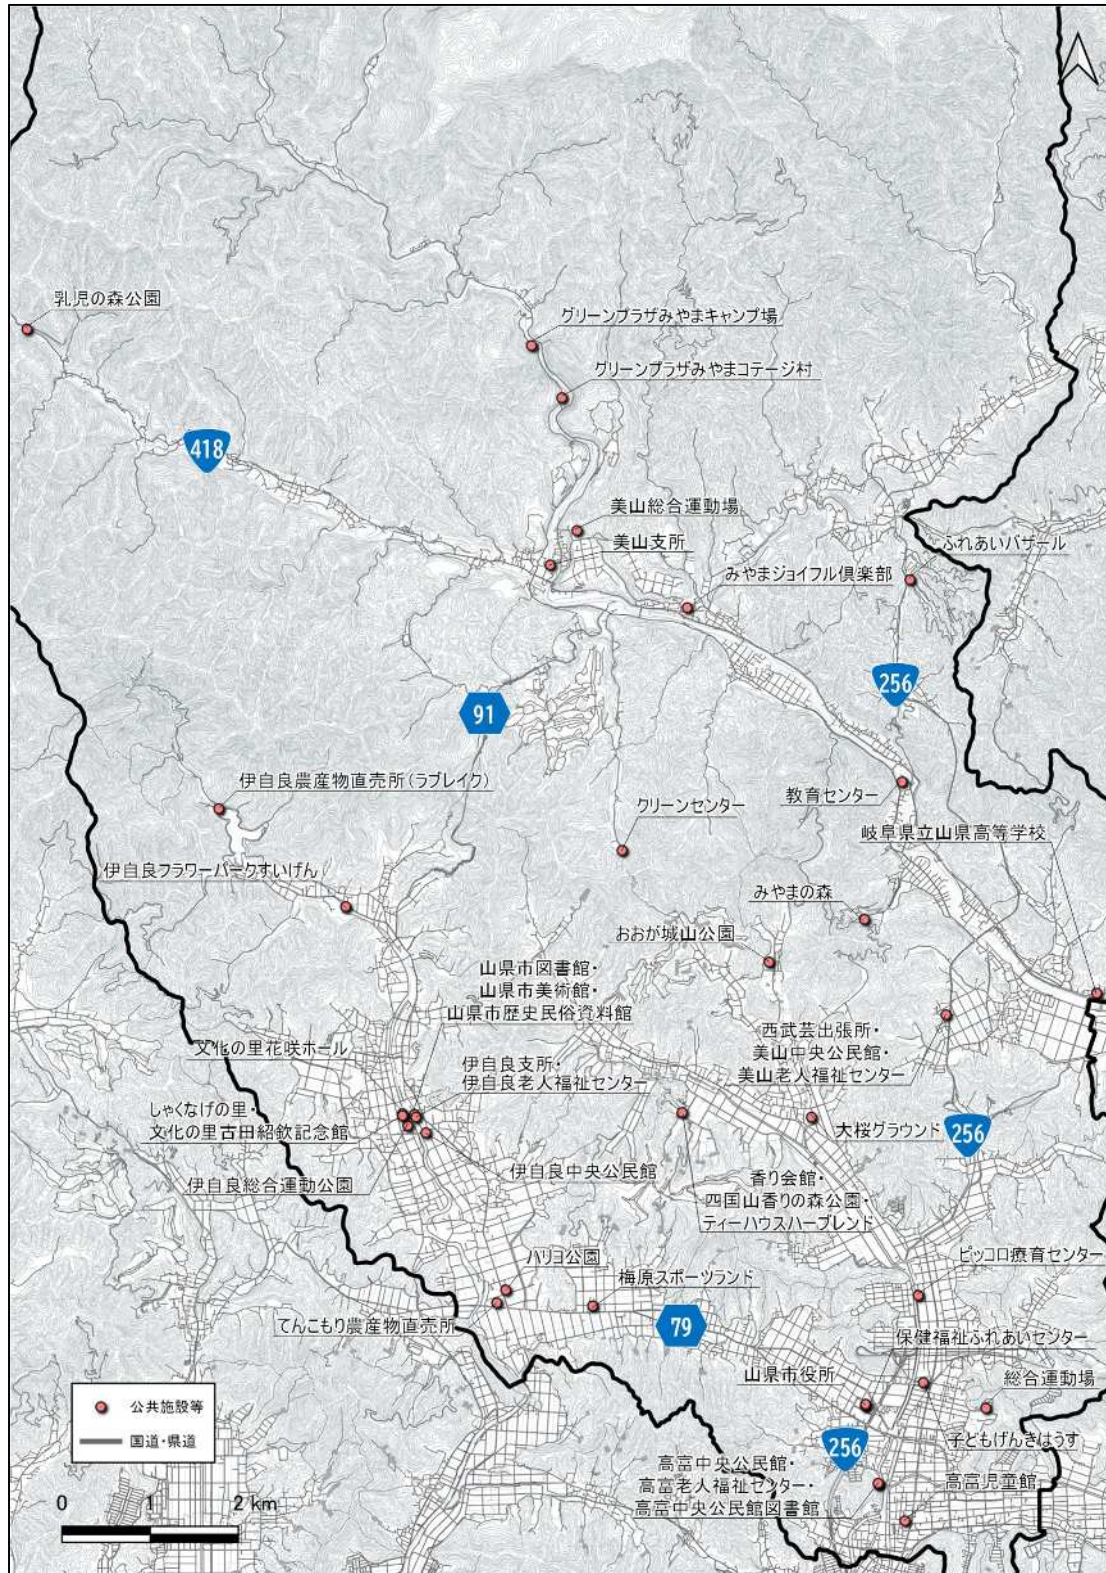 乳児の森公園
グリーンプラザみやまキャンプ場
グリーンプラザみやまコテージ村
418
美山総合運動場
美山支所
ふれあいバザール
みやまジョイフル倶楽部
256
91
伊自良農産物直売所(ラブレイク)
クリーンセンター
教育センター
岐阜県立山県高等学校
伊自良フラワーパークすいげん
みやまの森
おおが城山公園
山県市図書館・
山県市美術館・
山県市歴史民俗資料館
西武芸出張所・
美山中央公民館・
美山老人福祉センター
文化の里花咲ホール
伊自良支所・
伊自良老人福祉センター
しゃくなげの里・
文化の里古田紹欽記念館
大桜グラウンド
256
伊自良総合運動公園
伊自良中央公民館
香り会館・
四国山香りの森公園・
ティーハウスハーブレンド
ハリヨ公園
梅原スポーツランド
ピッコロ療育センター
てんこもり農産物直売所
79
保健福祉ふれあいセンター
山県市役所
総合運動場
公共施設等
国道・県道
256
子どもげんきはうす
高富中央公民館・
高富老人福祉センター・
高富中央公民館図書館
高富児童館
0 1 2 km